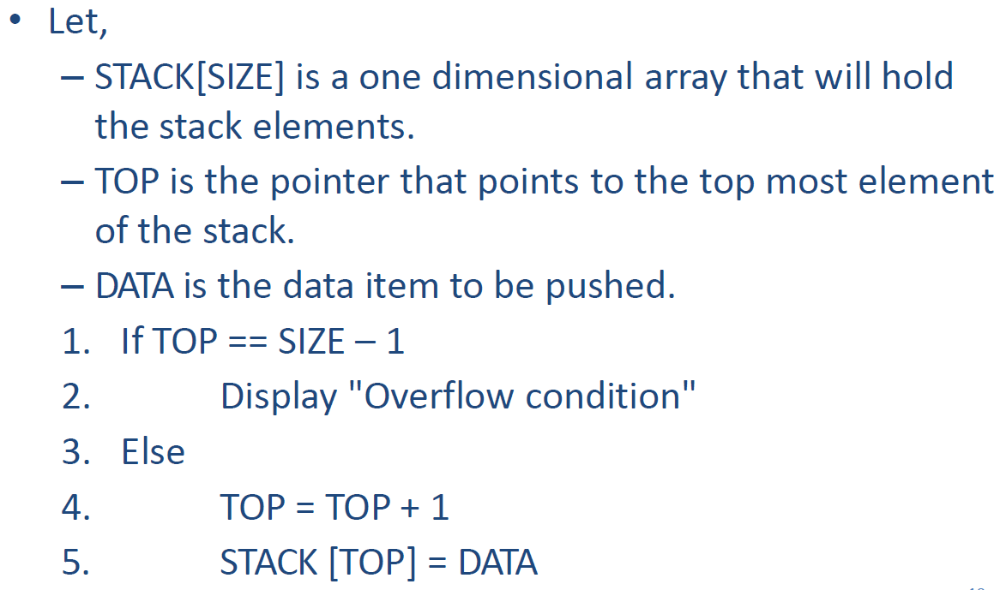 • Let,
– STACK[SIZE] is a one dimensional array that will hold
the stack elements.
– TOP is the pointer that points to the top most element
of the stack.
– DATA is the data item to be pushed.
1. If TOP == SIZE – 1
2. Display "Overflow condition"
3. Else
4. TOP = TOP + 1
5. STACK [TOP] = DATA